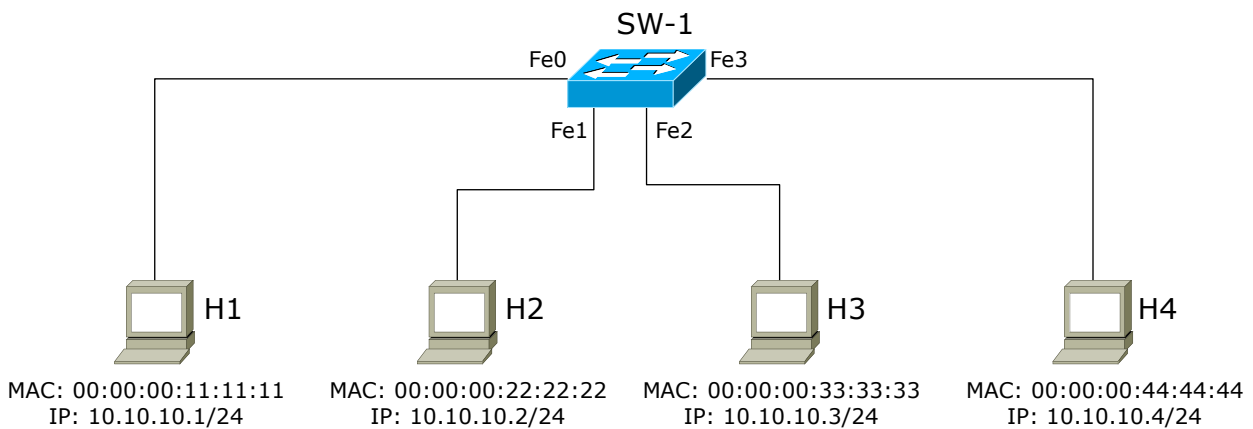 SW-1
Fe0
Fe3
Fe1
Fe2
H1
H2
H3
H4
MAC: 00:00:00:11:11:11
IP: 10.10.10.1/24
MAC: 00:00:00:22:22:22
IP: 10.10.10.2/24
MAC: 00:00:00:33:33:33
IP: 10.10.10.3/24
MAC: 00:00:00:44:44:44
IP: 10.10.10.4/24